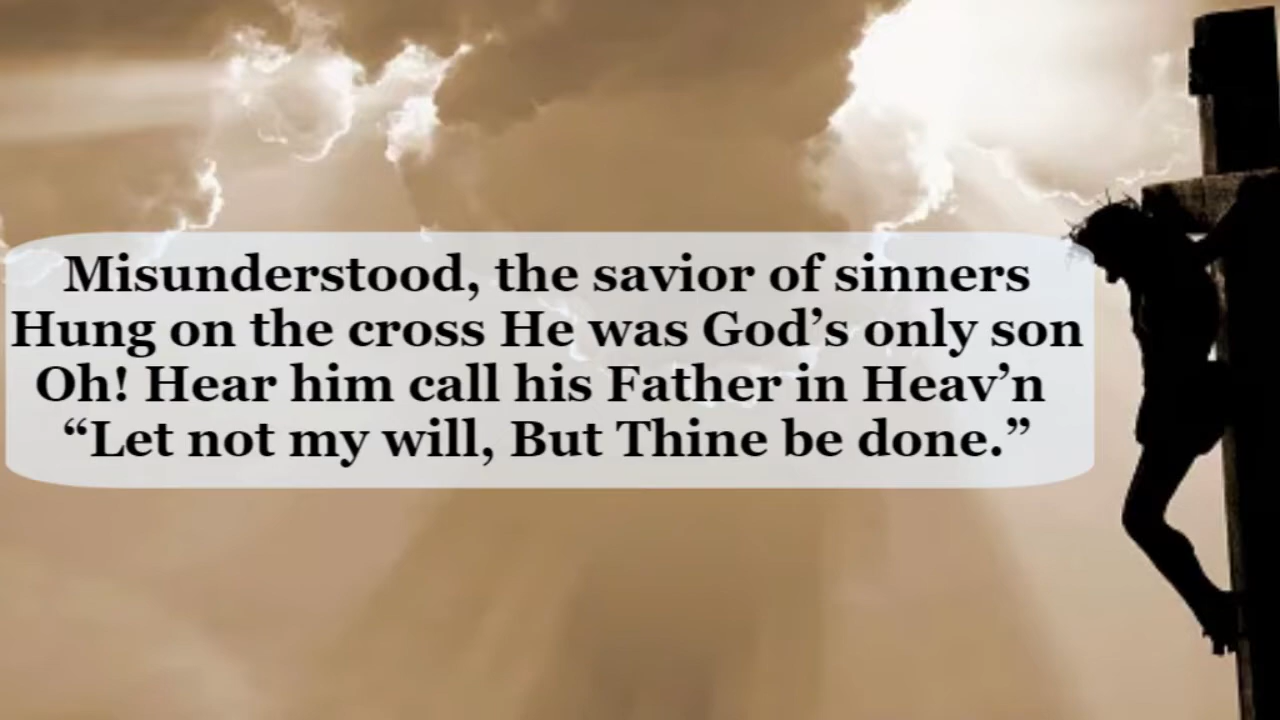 Misunderstood, the savior of sinners
Hung on the cross He was God’s only son
Oh! Hear him call his Father in Heav’n
“Let not my will, But Thine be done.”